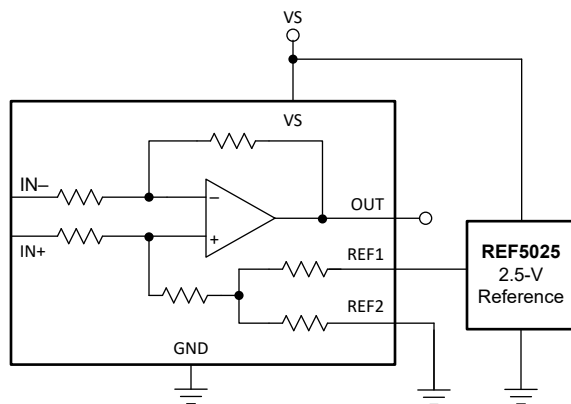 VS
VS
IN–
OUT
IN+
REF1
REF2
GND
REF5025
2.5-V
Reference